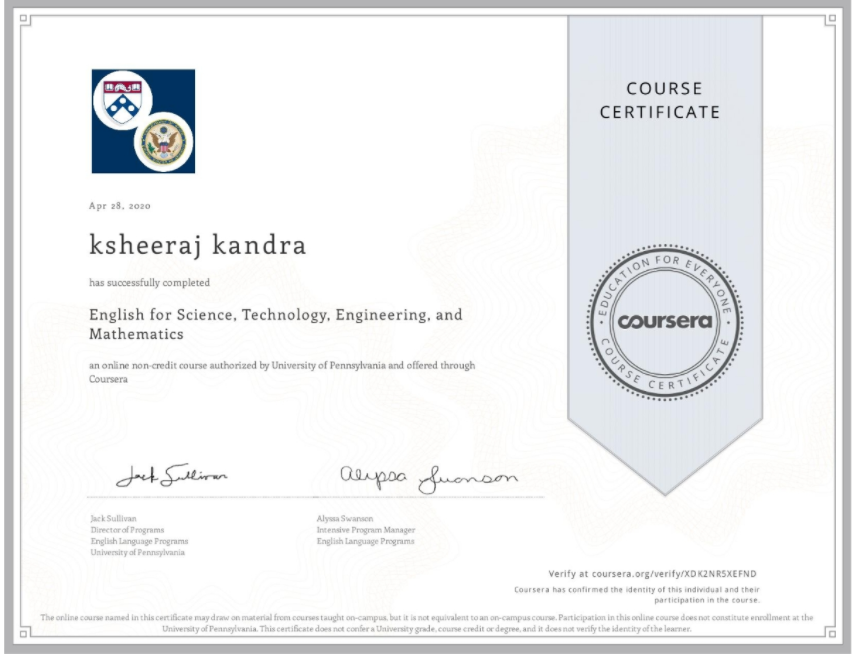 COURSE
CERTIFICATE
Apr 28, 2020
ksheeraj kandra
has successfully completed
English for Science, Technology, Engineering, and
Mathematics
an online non-credit course authorized by University of Pennsylvania and offered through
Coursera
EDUCATION FOR EVERYONE
coursera
COURSE CERTIFICATE
Jack Sullivan
Alyssa Swanson
Jack Sullivan
Director of Programs
English Language Programs
University of Pennsylvania
Alyssa Swanson
Intensive Program Manager
English Language Programs
Verify at coursera.org/verify/XDK2NR5XEFND
Coursera has confirmed the identity of this individual and their
participation in the course.
The online course named in this certificate may draw on material from courses taught on-campus, but it is not equivalent to an on-campus course. Participation in this online course does not constitute enrollment at the
University of Pennsylvania. This certificate does not confer a University grade, course credit or degree, and it does not verify the identity of the learner.